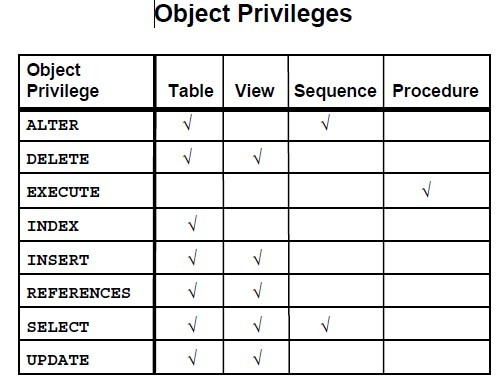 Object Privileges
Object
Privilege Table View Sequence Procedure
ALTER √ √
DELETE √ √
EXECUTE √
INDEX √
INSERT √ √
REFERENCES √ √
SELECT √ √ √
UPDATE √ √